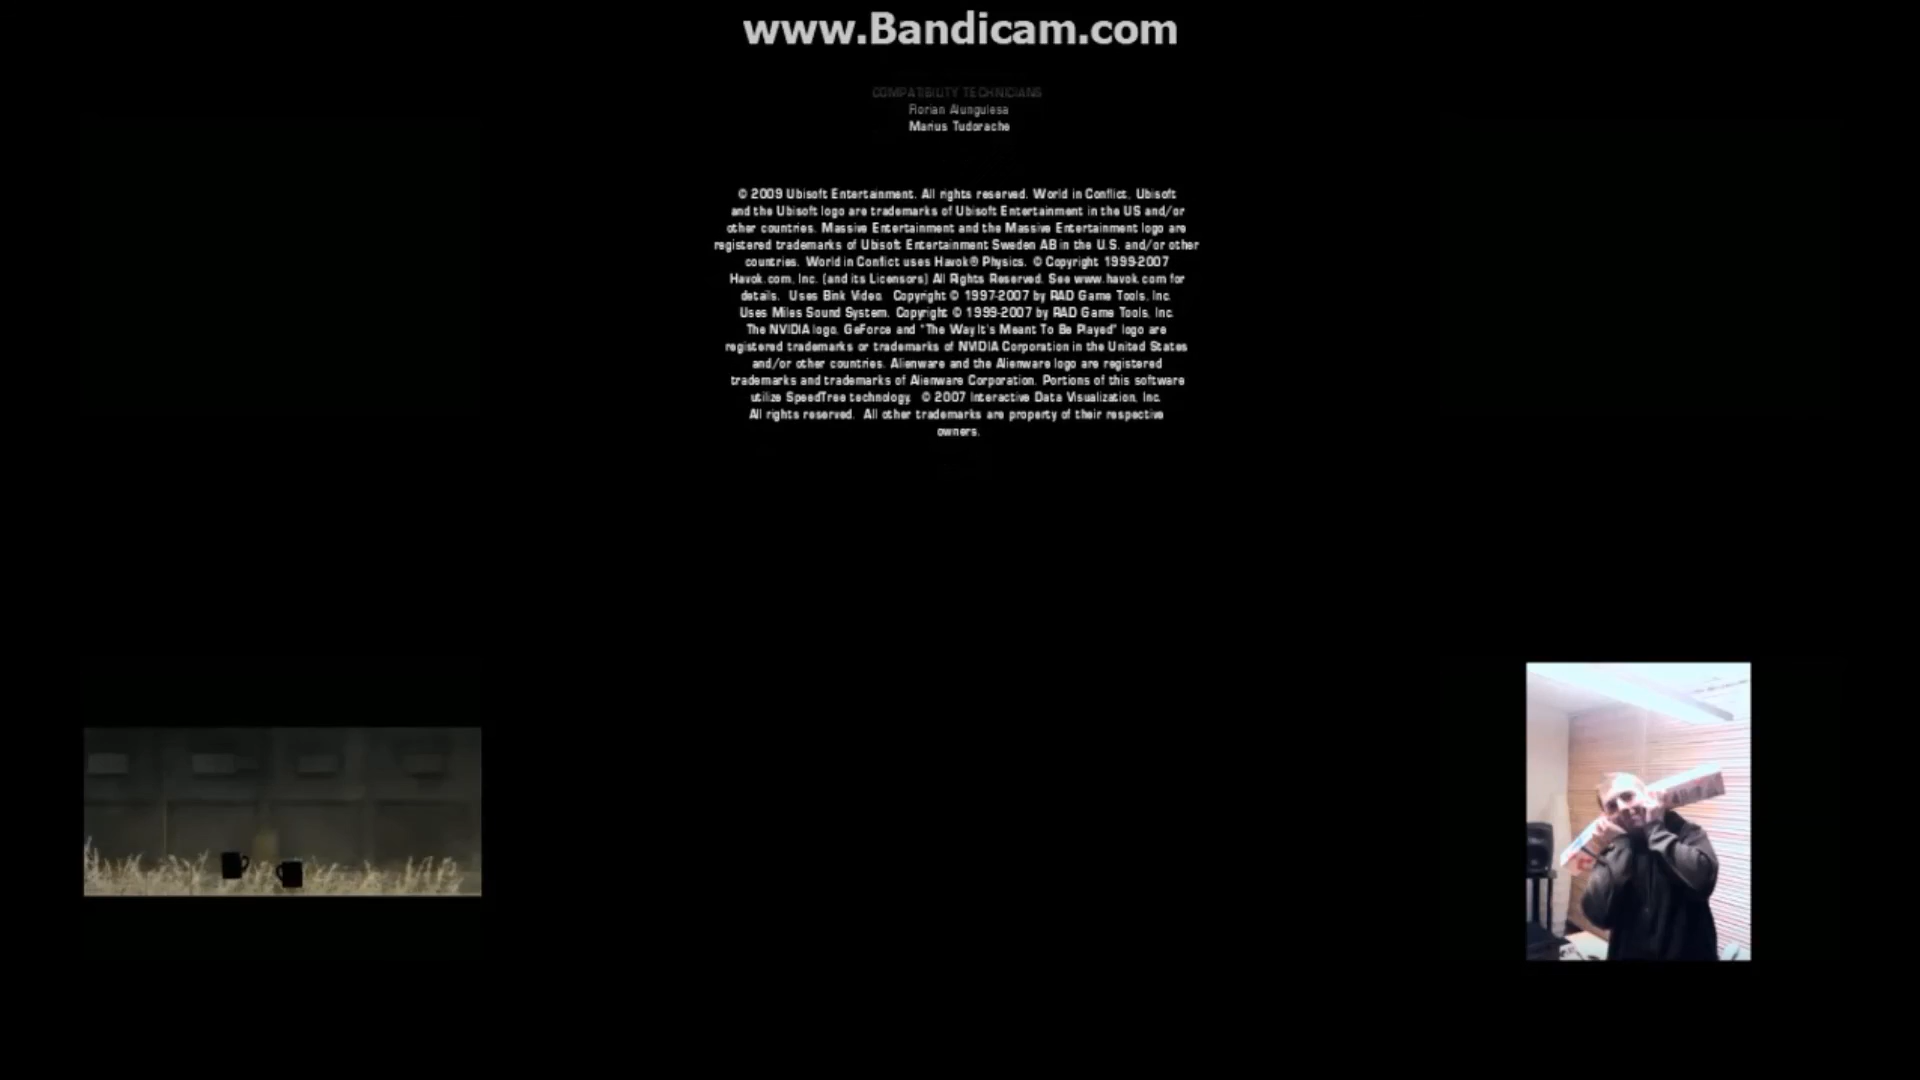 www.Bandicam.com
COMPATIBILITY TECHNICIANS
Florian Alungulesa
Marius Tudorache
© 2009 Ubisoft Entertainment. All rights reserved. World in Conflict, Ubisoft
and the Ubisoft logo are trademarks of Ubisoft Entertainment in the US and/or
other countries. Massive Entertainment and the Massive Entertainment logo are
registered trademarks of Ubisoft Entertainment Sweden AB in the U.S. and/or other
countries. World in Conflict uses Havok® Physics. © Copyright 1999-2007
Havok.com, Inc. (and its Licensors) All Rights Reserved. See www.havok.com for
details. Uses Bink Video. Copyright © 1997-2007 by RAD Game Tools, Inc.
Uses Miles Sound System. Copyright © 1999-2007 by RAD Game Tools, Inc.
The NVIDIA logo, GeForce and "The Way It's Meant To Be Played" logo are
registered trademarks or trademarks of NVIDIA Corporation in the United States
and/or other countries. Alienware and the Alienware logo are registered
trademarks and trademarks of Alienware Corporation. Portions of this software
utilize SpeedTree technology. © 2007 Interactive Data Visualization, Inc.
All rights reserved. All other trademarks are property of their respective
owners.